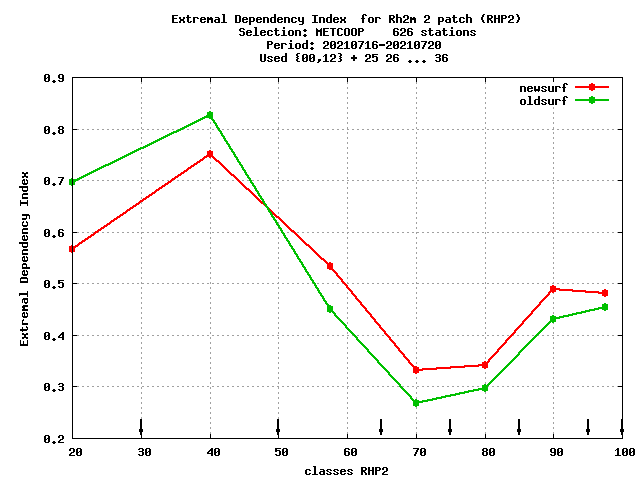 Extremal Dependency Index  for Rh2m 2 patch (RHP2)
Selection: METCOOP    626 stations
Period: 20210716-20210720
Used {00,12} + 25 26 ... 36
newsurf
oldsurf
0.9
0.8
0.7
0.6
0.5
0.4
0.3
0.2
Extremal Dependency Index
20 30 40 50 60 70 80 90 100
classes RHP2